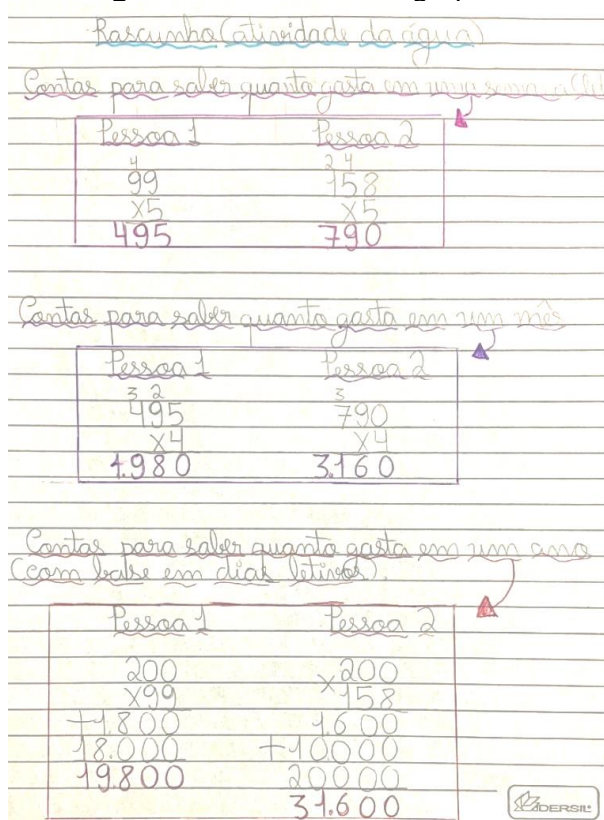 Rascunho (atividade da água)
Contas para saber quanto gasta em uma semana
Pessoa 1 Pessoa 2
4 2 4
99 158
x5 x5
495 790
Contas para saber quanto gasta em um mês
Pessoa 1 Pessoa 2
3 2 3
495 790
x4 x4
1.980 3.160
Contas para saber quanto gasta em um ano
(com base em dias letivos).
Pessoa 1 Pessoa 2
200 x200
x99 158
+1.800 1.600
18.000 +10.000
19.800 20000
31.600